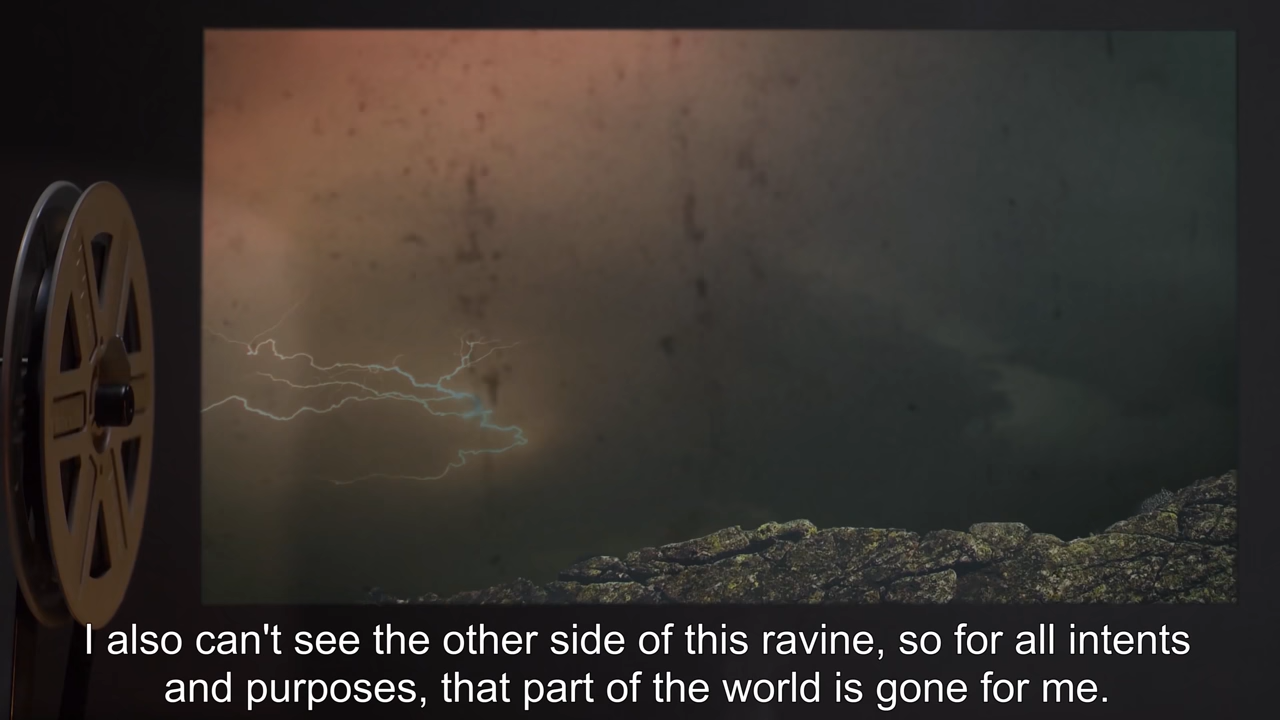 I also can't see the other side of this ravine, so for all intents
and purposes, that part of the world is gone for me.